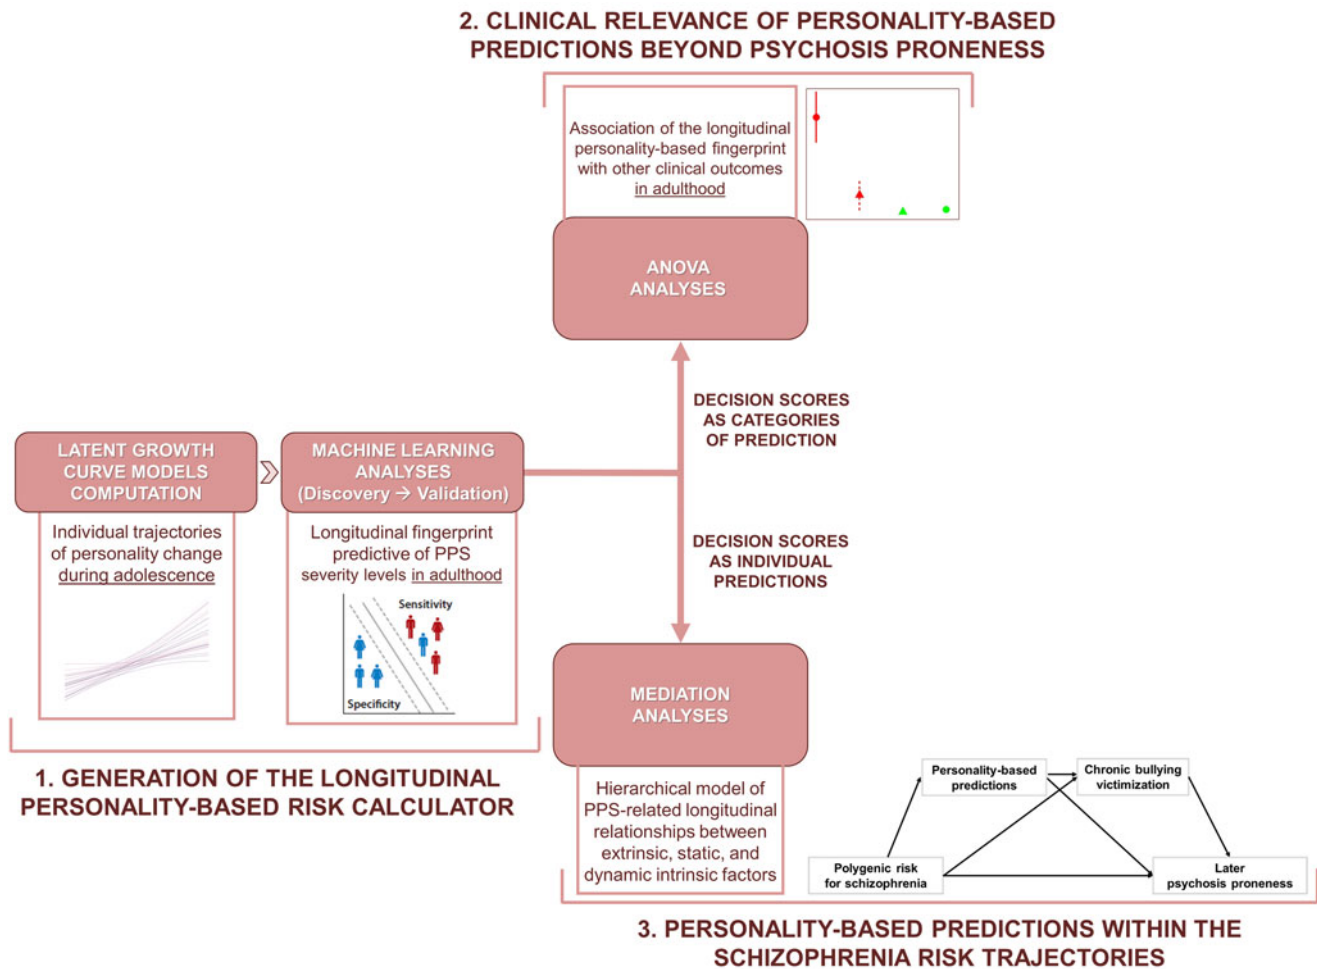 2. CLINICAL RELEVANCE OF PERSONALITY-BASED
PREDICTIONS BEYOND PSYCHOSIS PRONENESS
Association of the longitudinal
personality-based fingerprint
with other clinical outcomes
in adulthood
ANOVA
ANALYSES
DECISION SCORES
AS CATEGORIES
OF PREDICTION
LATENT GROWTH
CURVE MODELS
COMPUTATION
MACHINE LEARNING
ANALYSES
(Discovery → Validation)
Individual trajectories
of personality change
during adolescence
Longitudinal fingerprint
predictive of PPS
severity levels in adulthood
Sensitivity
Specificity
DECISION SCORES
AS INDIVIDUAL
PREDICTIONS
1. GENERATION OF THE LONGITUDINAL
PERSONALITY-BASED RISK CALCULATOR
MEDIATION
ANALYSES
Hierarchical model of
PPS-related longitudinal
relationships between
extrinsic, static, and
dynamic intrinsic factors
Personality-based
predictions
Chronic bullying
victimization
Polygenic risk
for schizophrenia
Later
psychosis proneness
3. PERSONALITY-BASED PREDICTIONS WITHIN THE
SCHIZOPHRENIA RISK TRAJECTORIES